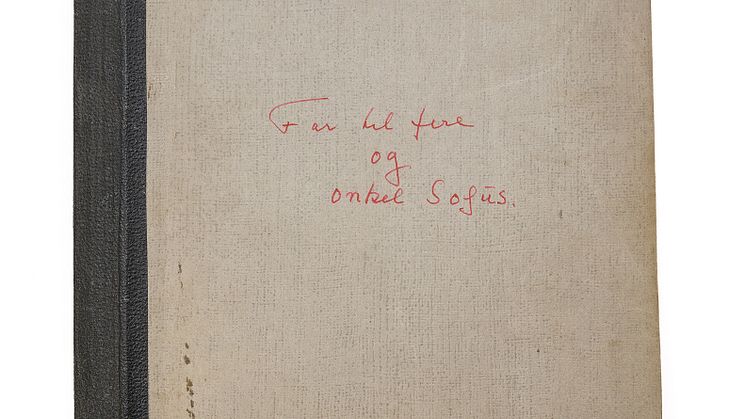 Far til fire
og
onkel Sofus.